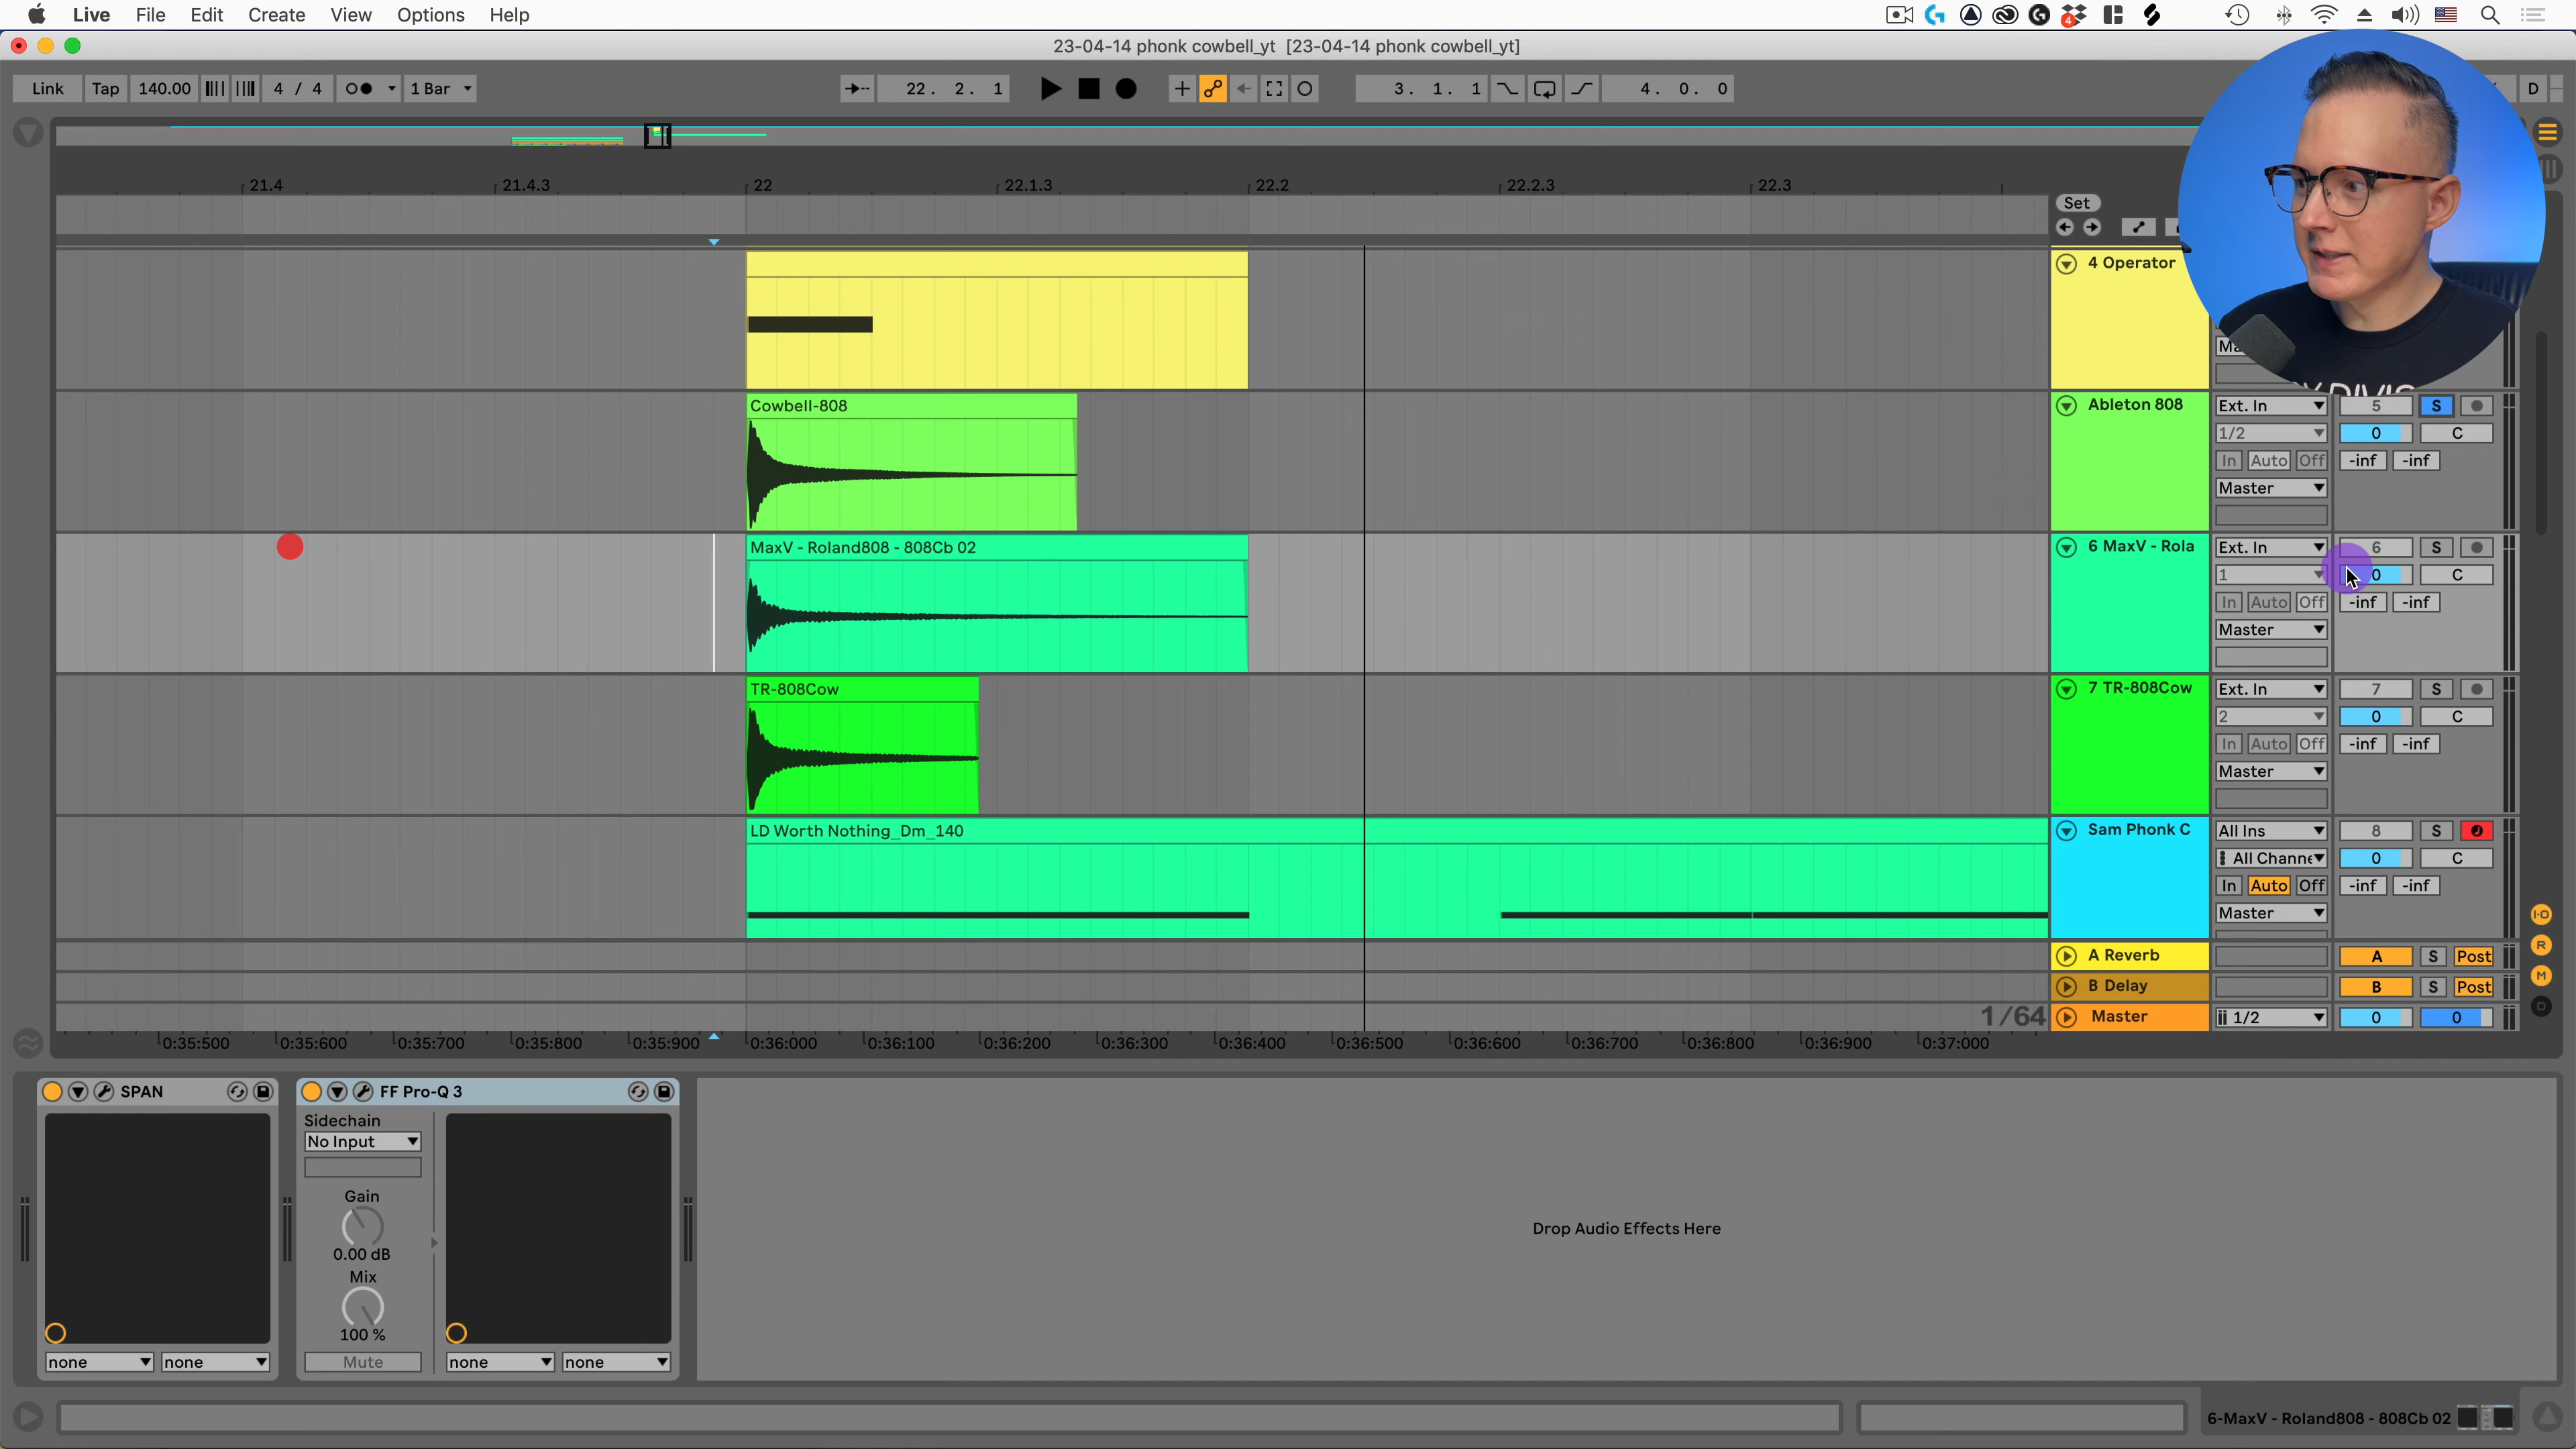 Live File Edit Create View Options Help
4
23-04-14 phonk cowbell_yt [23-04-14 phonk cowbell_yt]
Link Tap 140.00 4 / 4 1 Bar 22. 2. 1 3. 1. 1 4. 0. 0 D
21.4 21.4.3 22 22.1.3 22.2 22.2.3 22.3
Set
4 Operator
Cowbell-808
Ableton 808 Ext. In 5 S
1/2 0 C
In Auto Off -inf -inf
Master
MaxV - Roland808 - 808Cb 02
6 MaxV - Rola Ext. In 6 S
1 0 C
In Auto Off -inf -inf
Master
TR-808Cow
7 TR-808Cow Ext. In 7 S
2 0 C
In Auto Off -inf -inf
Master
LD Worth Nothing_Dm_140
Sam Phonk C All Ins 8 S
All Channe 0 C
In Auto Off -inf -inf
Master
A Reverb A S Post
B Delay B S Post
1/64 Master 1/2 0 0
I·O
R
M
D
0:35:500 0:35:600 0:35:700 0:35:800 0:35:900 0:36:000 0:36:100 0:36:200 0:36:300 0:36:400 0:36:500 0:36:600 0:36:700 0:36:800 0:36:900 0:37:000
SPAN
none none
FF Pro-Q 3
Sidechain
No Input
Gain
0.00 dB
Mix
100 %
Mute none none
Drop Audio Effects Here
6-MaxV - Roland808 - 808Cb 02